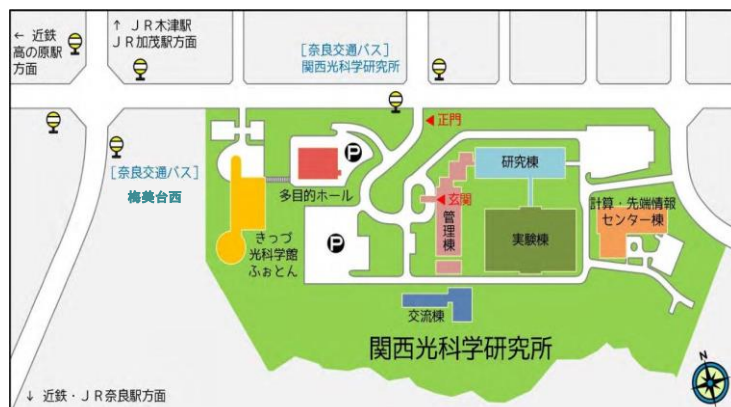 ← 近鉄
高の原駅
方面
↑ JR木津駅
JR加茂駅方面
[奈良交通バス]
関西光科学研究所
正門
[奈良交通バス]
梅美台西
P
多目的ホール
研究棟
玄関
管理棟
計算・先端情報
センター棟
きっづ
光科学館
ふぉとん
P
実験棟
交流棟
関西光科学研究所
N
↓ 近鉄・JR奈良駅方面